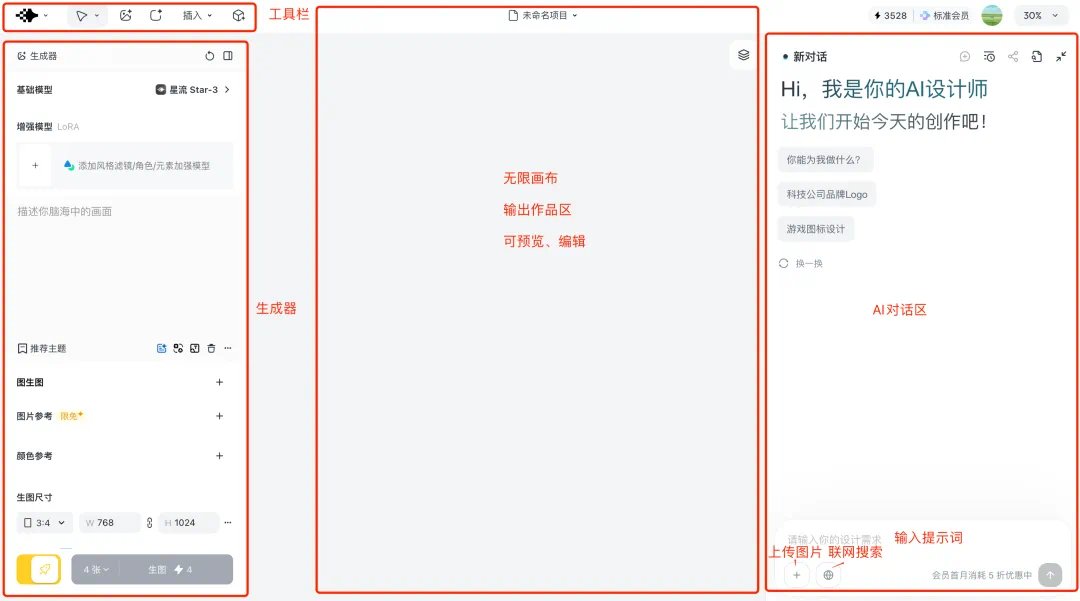 插入
工具栏
未命名项目
3528
标准会员
30%
生成器
基础模型
星流 Star-3
增强模型 LoRA
+
添加风格滤镜/角色/元素加强模型
描述你脑海中的画面
推荐主题
图生图
图片参考 限免
颜色参考
生图尺寸
3:4
W 768
H 1024
4 张
生图 4
生成器
无限画布
输出作品区
可预览、编辑
新对话
Hi，我是你的AI设计师
让我们开始今天的创作吧！
你能为我做什么？
科技公司品牌Logo
游戏图标设计
换一换
AI对话区
请输入你的设计需求
输入提示词
上传图片 联网搜索
会员首月消耗 5 折优惠中